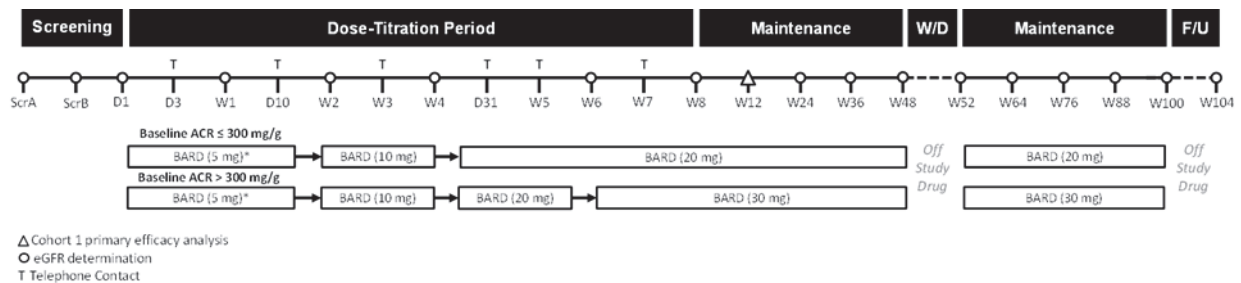 Screening Dose-Titration Period Maintenance W/D Maintenance F/U
T T T T T T
ScrA ScrB D1 D3 W1 D10 W2 W3 W4 D31 W5 W6 W7 W8 W12 W24 W36 W48 W52 W64 W76 W88 W100 W104
Baseline ACR ≤ 300 mg/g
BARD (5 mg)* BARD (10 mg) BARD (20 mg) Off Study Drug BARD (20 mg) Off Study Drug
Baseline ACR > 300 mg/g
BARD (5 mg)* BARD (10 mg) BARD (20 mg) BARD (30 mg) BARD (30 mg)
Cohort 1 primary efficacy analysis
eGFR determination
T Telephone Contact